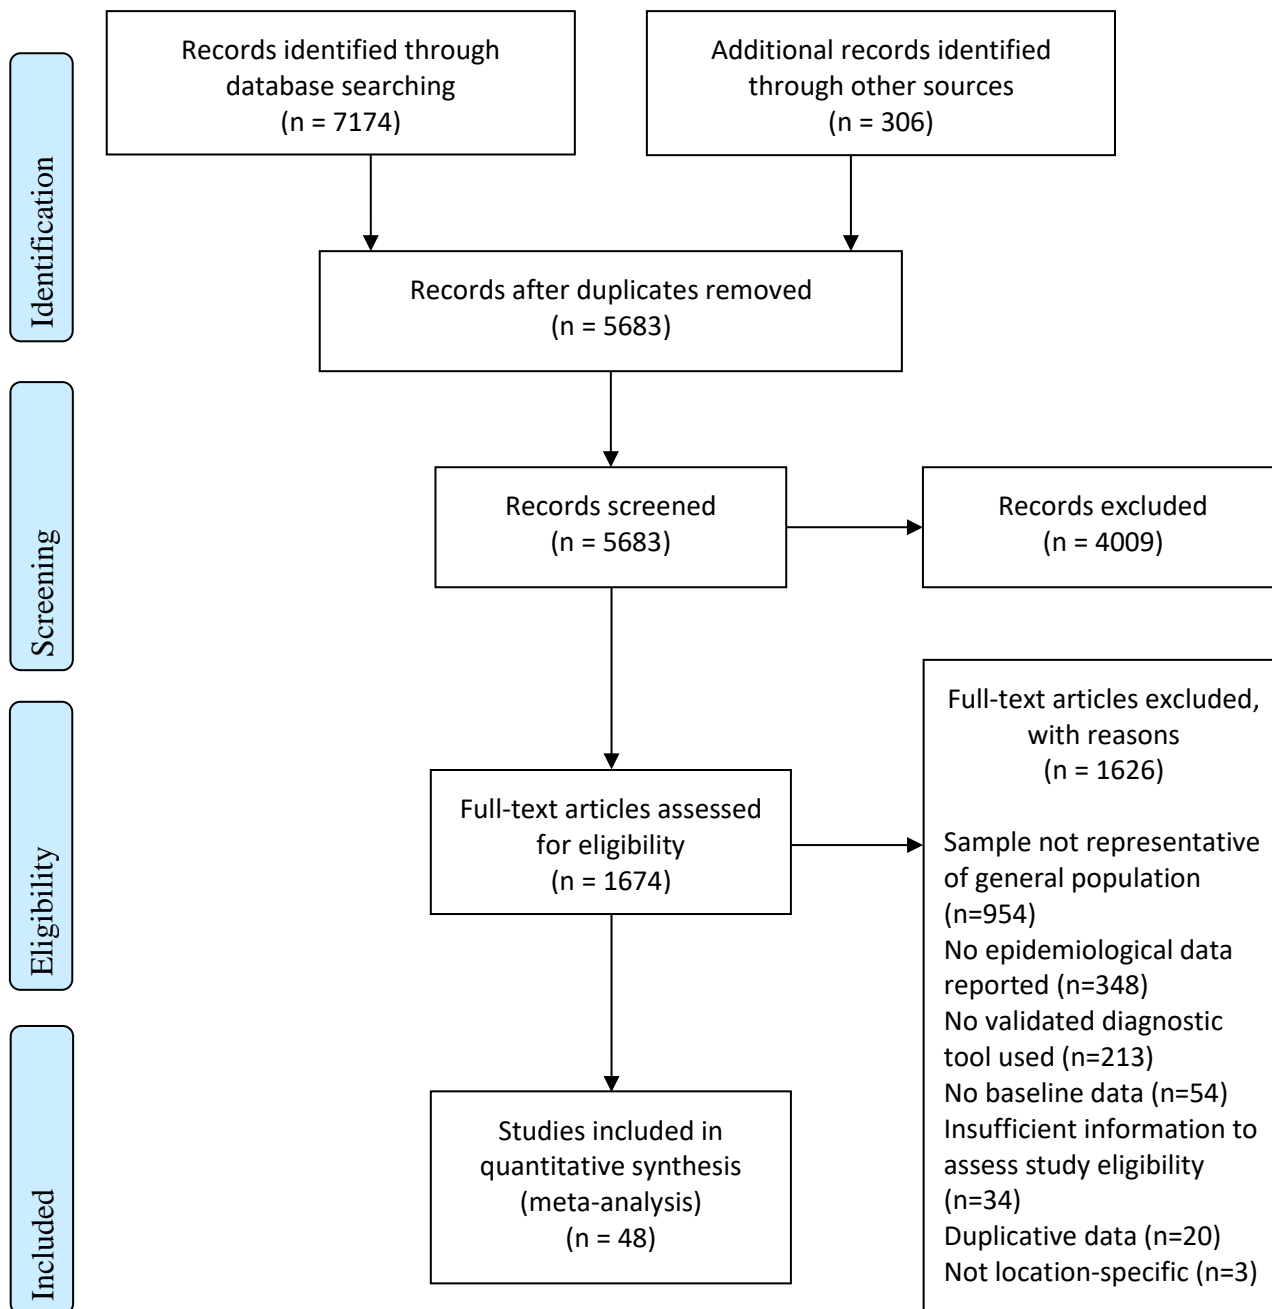 Records identified through
database searching
(n = 7174)
Additional records identified
through other sources
(n = 306)
Identification
Records after duplicates removed
(n = 5683)
Screening
Records screened
(n = 5683)
Records excluded
(n = 4009)
Eligibility
Full-text articles assessed
for eligibility
(n = 1674)
Full-text articles excluded,
with reasons
(n = 1626)
Sample not representative
of general population
(n=954)
No epidemiological data
reported (n=348)
No validated diagnostic
tool used (n=213)
No baseline data (n=54)
Insufficient information to
assess study eligibility
(n=34)
Duplicative data (n=20)
Not location-specific (n=3)
Included
Studies included in
quantitative synthesis
(meta-analysis)
(n = 48)